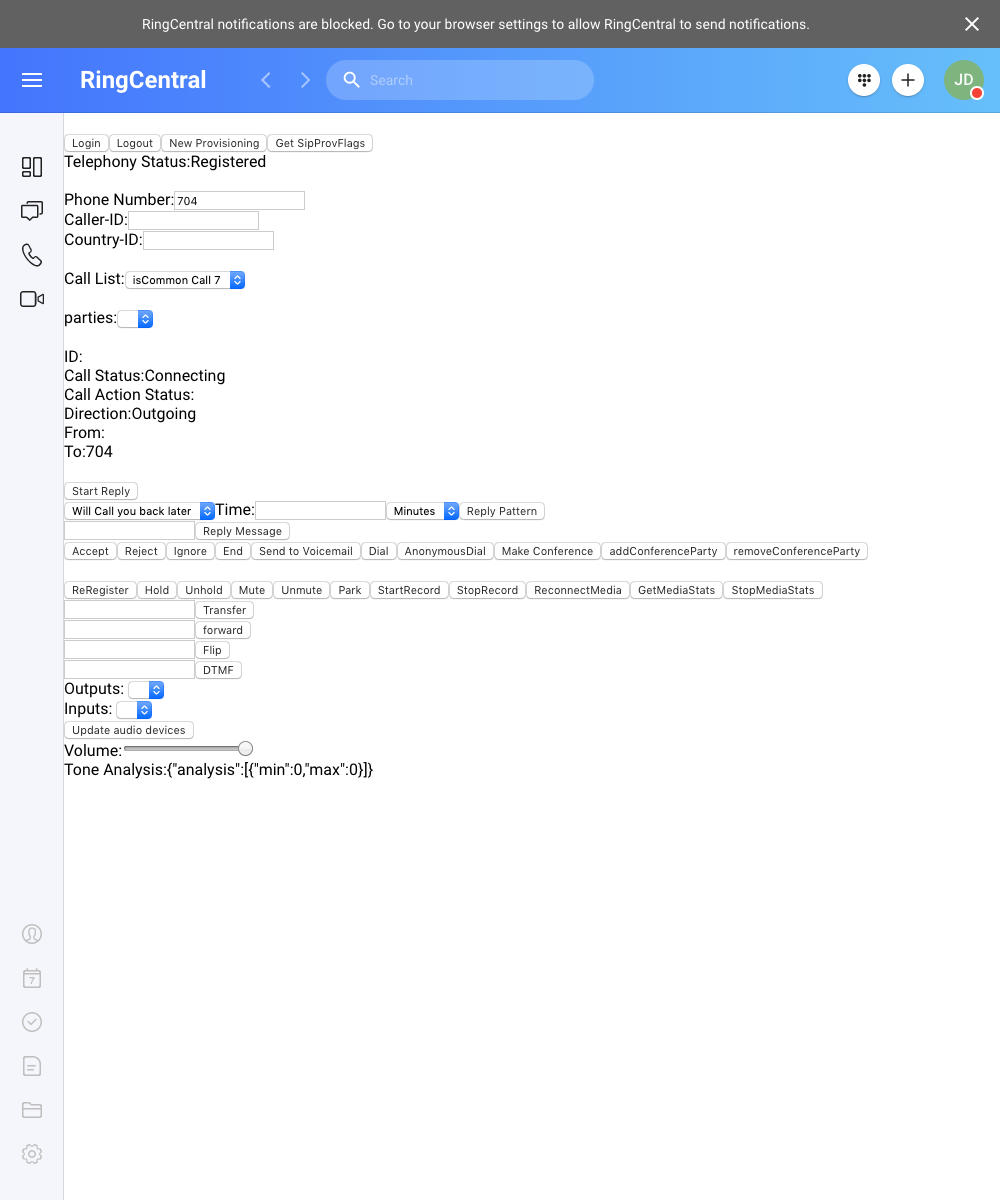 RingCentral notifications are blocked. Go to your browser settings to allow RingCentral to send notifications.
RingCentral
Search
JD
Login Logout New Provisioning Get SipProvFlags
Telephony Status:Registered
Phone Number: 704
Caller-ID:
Country-ID:
Call List: isCommon Call 7
parties:
ID:
Call Status:Connecting
Call Action Status:
Direction:Outgoing
From:
To:704
Start Reply
Will Call you back later Time: Minutes Reply Pattern
Reply Message
Accept Reject Ignore End Send to Voicemail Dial AnonymousDial Make Conference addConferenceParty removeConferenceParty
ReRegister Hold Unhold Mute Unmute Park StartRecord StopRecord ReconnectMedia GetMediaStats StopMediaStats
Transfer
forward
Flip
DTMF
Outputs:
Inputs:
Update audio devices
Volume:
Tone Analysis:{"analysis":[{"min":0,"max":0}]}
7